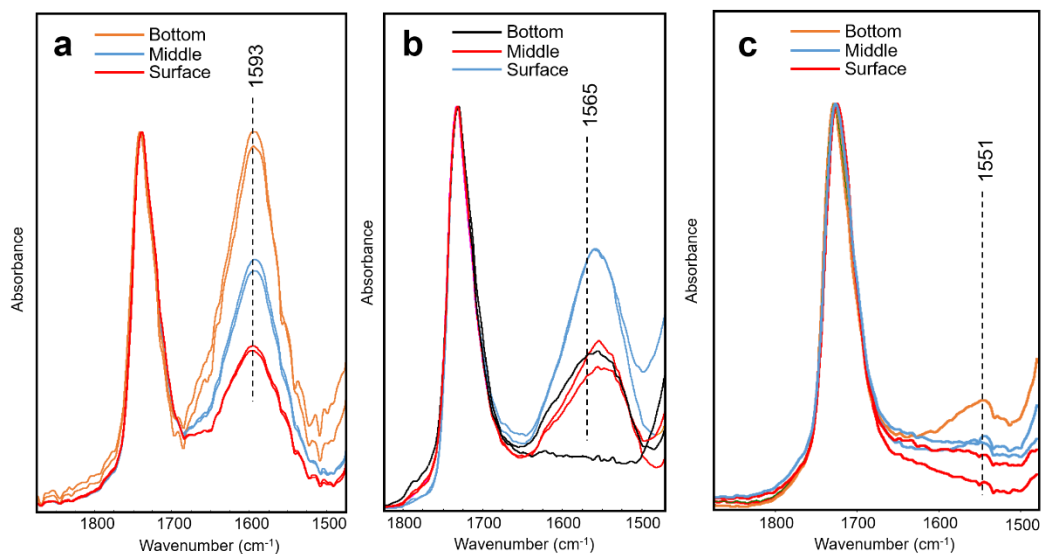 a
Bottom
Middle
Surface
1593
Absorbance
1800
1700
1600
1500
Wavenumber (cm⁻¹)
b
Bottom
Middle
Surface
1565
Absorbance
1800
1700
1600
1500
Wavenumber (cm⁻¹)
c
Bottom
Middle
Surface
1551
Absorbance
1800
1700
1600
1500
Wavenumber (cm⁻¹)